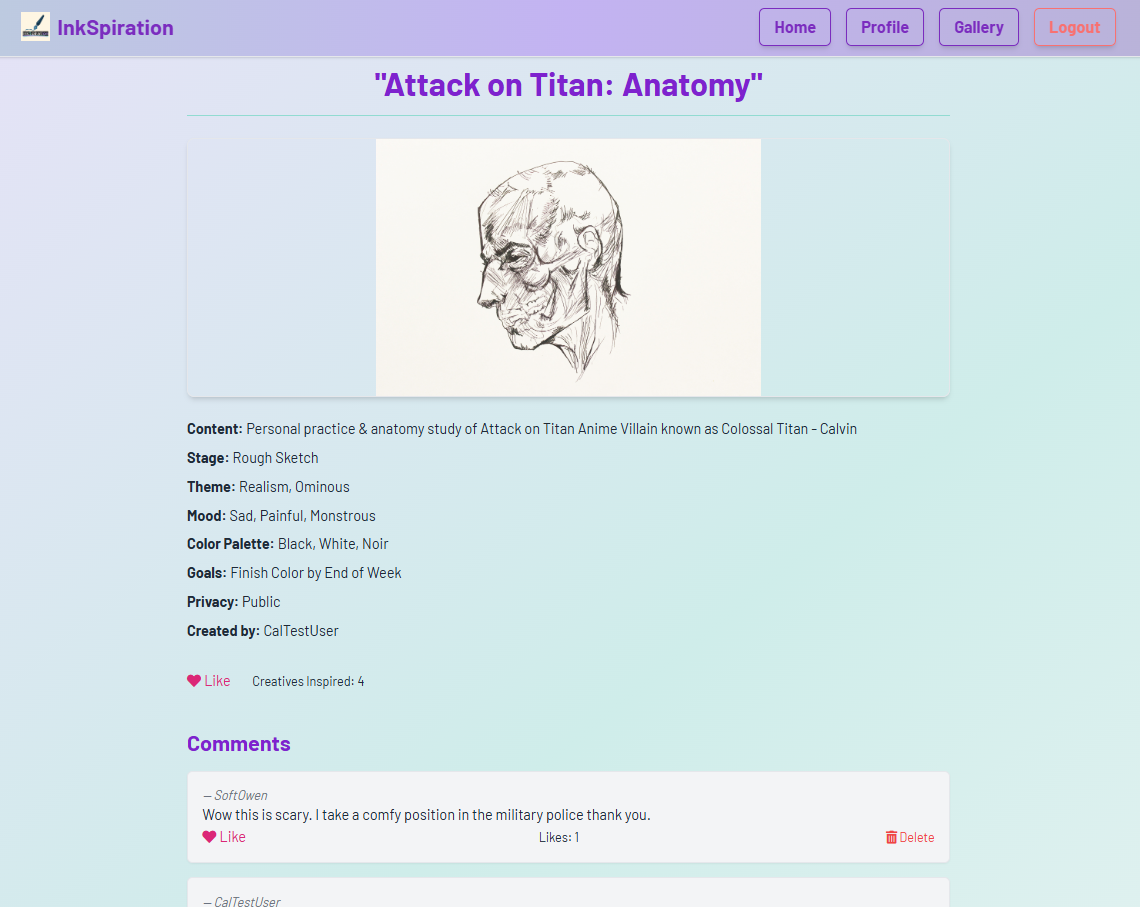 InkSpiration
Home Profile Gallery Logout
"Attack on Titan: Anatomy"
Content: Personal practice & anatomy study of Attack on Titan Anime Villain known as Colossal Titan - Calvin
Stage: Rough Sketch
Theme: Realism, Ominous
Mood: Sad, Painful, Monstrous
Color Palette: Black, White, Noir
Goals: Finish Color by End of Week
Privacy: Public
Created by: CalTestUser
Like Creatives Inspired: 4
Comments
— SoftOwen
Wow this is scary. I take a comfy position in the military police thank you.
Like Likes: 1 Delete
— CalTestUser